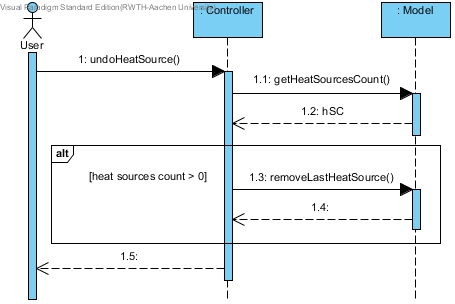 Visual Paradigm Standard Edition(RWTH-Aachen
: Controller
: Model
User
1: undoHeatSource()
1.1: getHeatSourcesCount()
1.2: hSC
alt
[heat sources count > 0]
1.3: removeLastHeatSource()
1.4:
1.5: